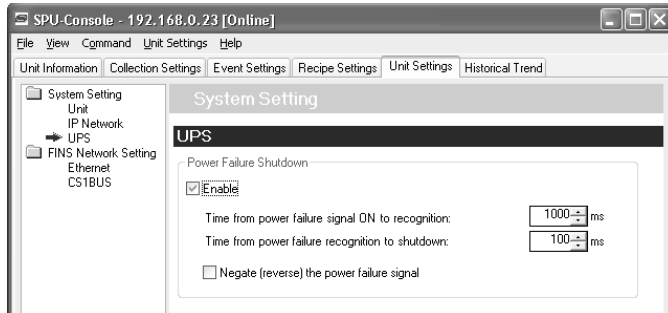 SPU-Console - 192.168.0.23 [Online]
File View Command Unit Settings Help
Unit Information Collection Settings Event Settings Recipe Settings Unit Settings Historical Trend
System Setting
Unit
IP Network
UPS
FINS Network Setting
Ethernet
CS1BUS
System Setting
UPS
Power Failure Shutdown
Enable
Time from power failure signal ON to recognition: 1000 ms
Time from power failure recognition to shutdown: 100 ms
Negate (reverse) the power failure signal